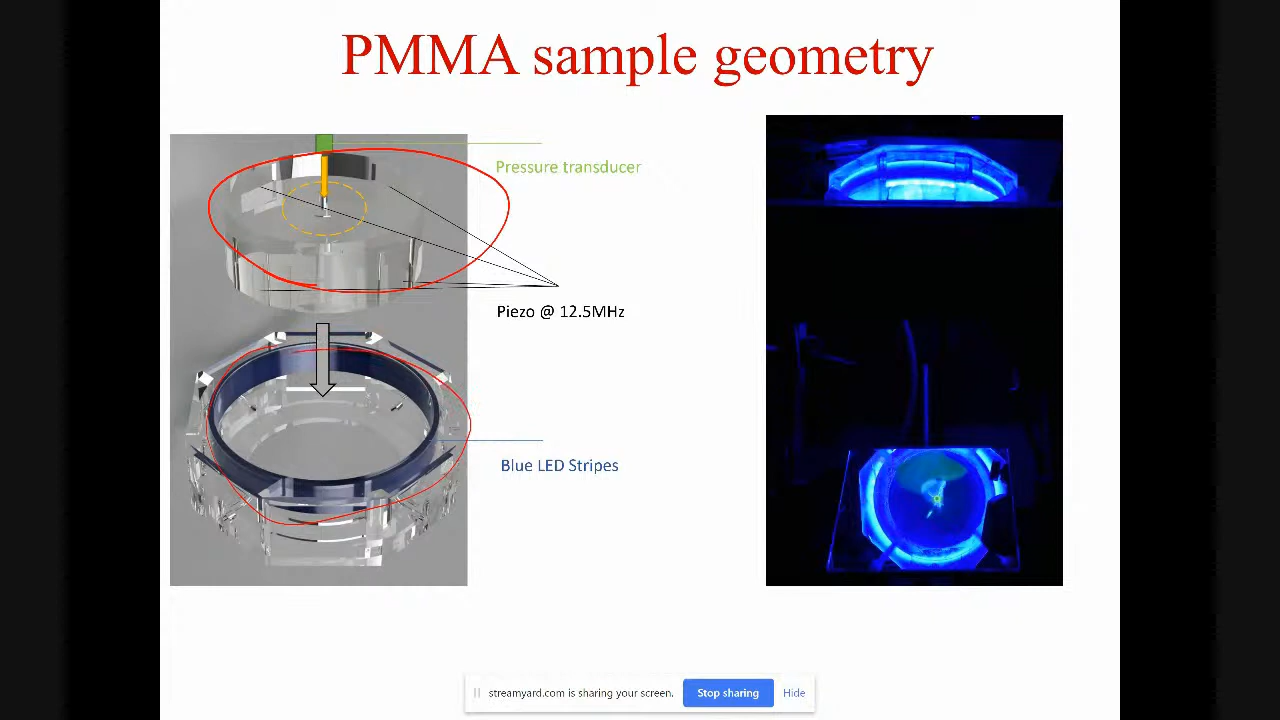 PMMA sample geometry
Pressure transducer
Piezo @ 12.5MHz
Blue LED Stripes
streamyard.com is sharing your screen.
Stop sharing
Hide